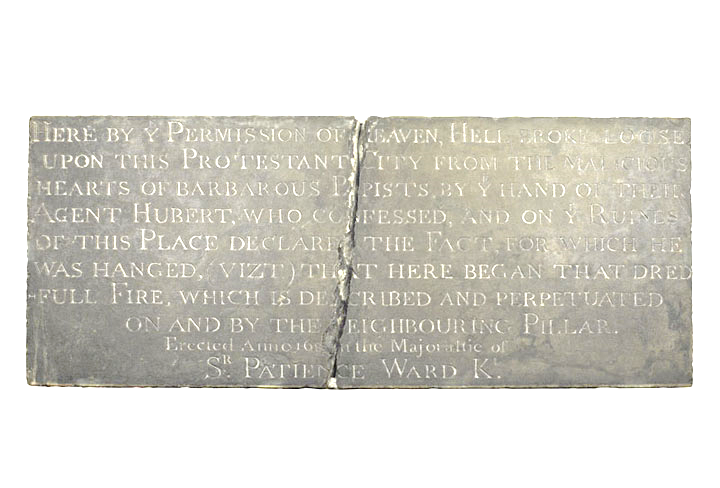 HERE BY Yᵉ PERMISSION OF HEAVEN, HELL BROKE LOOSE
UPON THIS PROTESTANT CITY FROM THE MALICIOUS
HEARTS OF BARBAROUS PAPISTS, BY Yᵉ HAND OF THEIR
AGENT HUBERT, WHO CONFESSED, AND ON Yᵉ RUINES
OF THIS PLACE DECLARED THE FACT, FOR WHICH HE
WAS HANGED, (VIZT) THAT HERE BEGAN THAT DRED
FULL FIRE, WHICH IS DESCRIBED AND PERPETUATED
ON AND BY THE NEIGHBOURING PILLAR.
Erected Anno 168 in the Majoraltie of
Sᴿ. PATIENCE WARD Kᵗ.